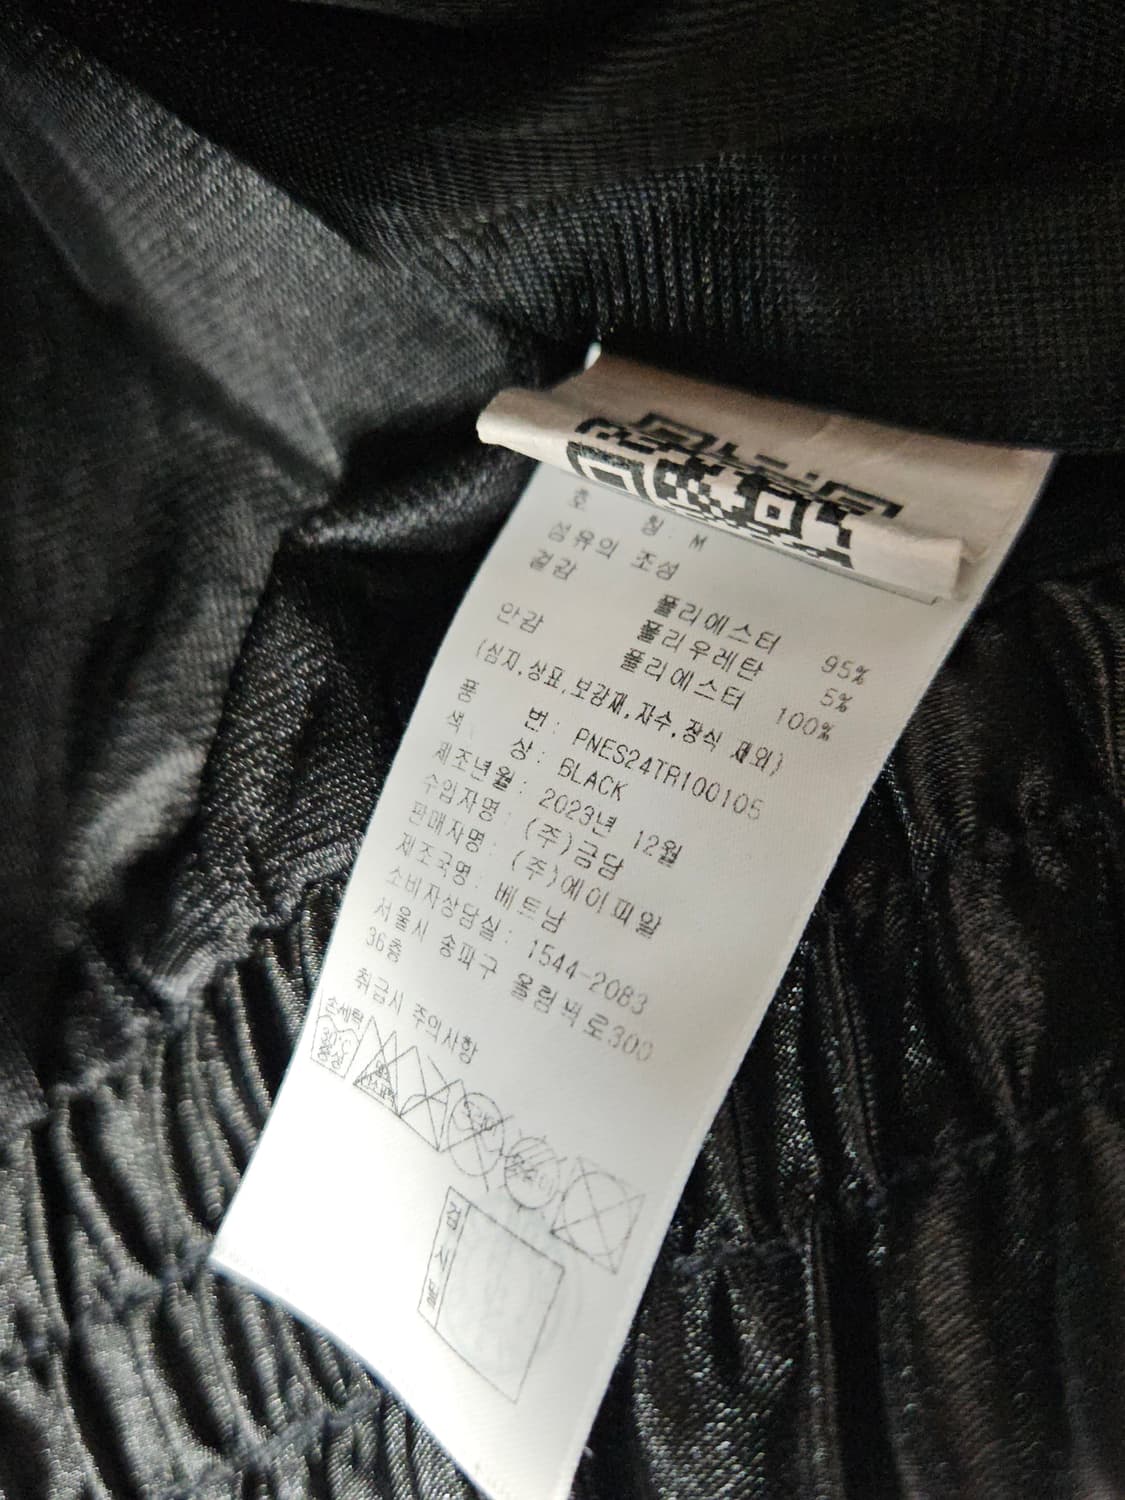 호 칭: M
섬유의 조성
겉감 폴리에스터 95%
폴리우레탄 5%
안감 폴리에스터 100%
(심지,상표,보강재,자수,장식 제외)
품 번: PNES24TR100105
색 상: BLACK
제조년월: 2023년 12월
수입자명: (주)금담
판매자명: (주)에이피알
제조국명: 베트남
소비자상담실: 1544-2083
서울시 송파구 올림픽로300
36층
취급시 주의사항
손세탁
검사필